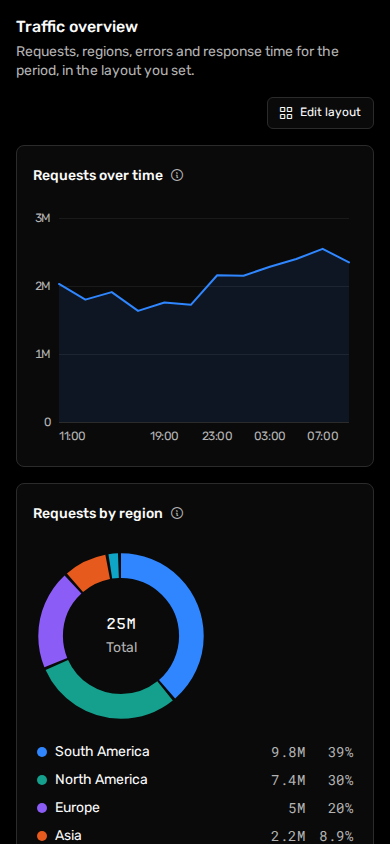 Traffic overview
Requests, regions, errors and response time for the
period, in the layout you set.
Edit layout
Requests over time
3M
2M
1M
0
11:00 19:00 23:00 03:00 07:00
Requests by region
25M
Total
South America 9.8M 39%
North America 7.4M 30%
Europe 5M 20%
Asia 2.2M 8.9%